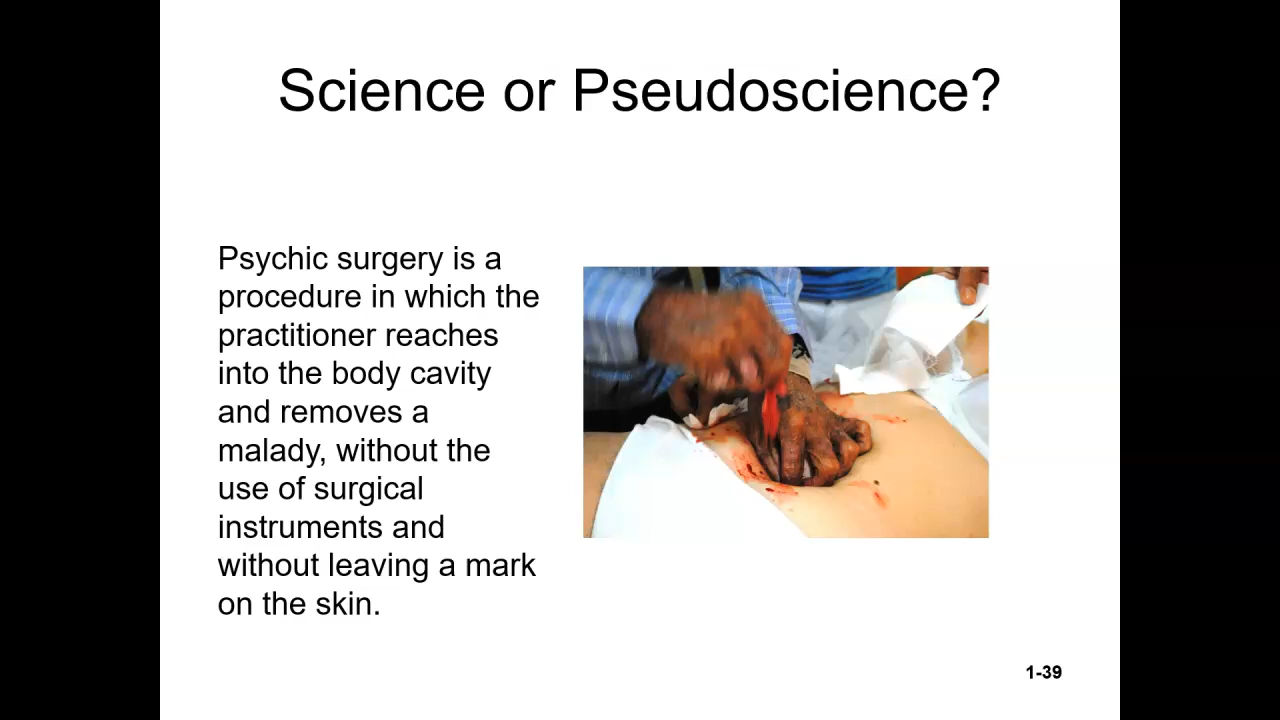 Science or Pseudoscience?
Psychic surgery is a
procedure in which the
practitioner reaches
into the body cavity
and removes a
malady, without the
use of surgical
instruments and
without leaving a mark
on the skin.
1-39